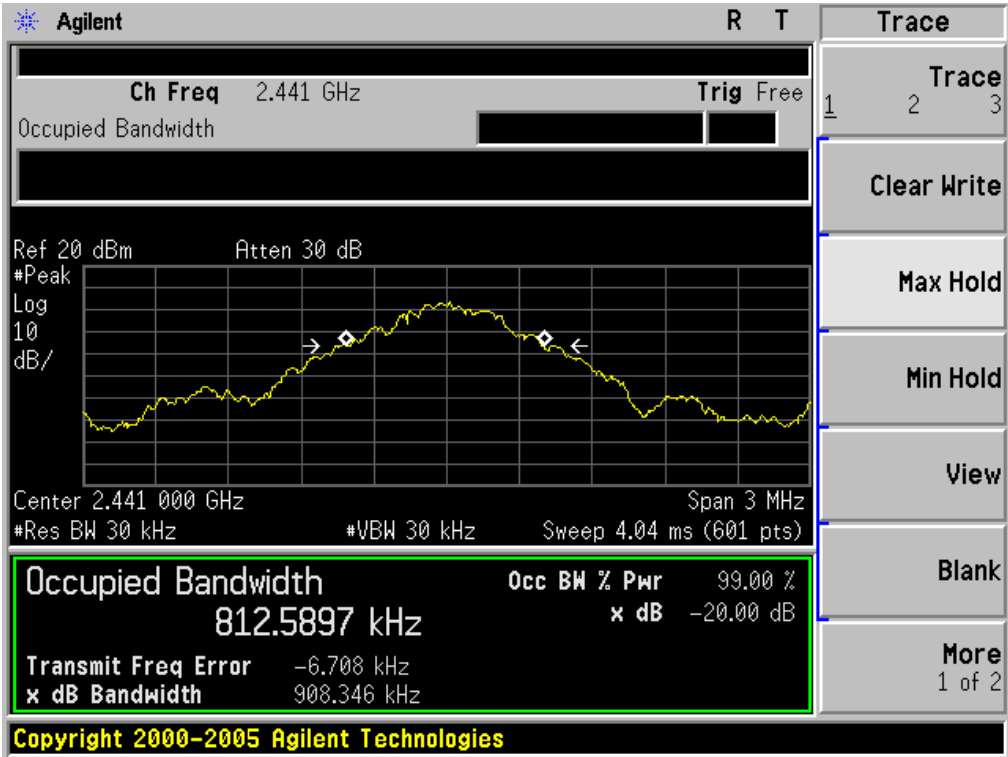 Agilent R T Trace
Ch Freq 2.441 GHz Trig Free
Occupied Bandwidth
Trace
1 2 3
Clear Write
Max Hold
Min Hold
View
Blank
More
1 of 2
Ref 20 dBm Atten 30 dB
#Peak
Log
10
dB/
Center 2.441 000 GHz Span 3 MHz
#Res BW 30 kHz #VBW 30 kHz Sweep 4.04 ms (601 pts)
Occupied Bandwidth Occ BW % Pwr 99.00 %
812.5897 kHz x dB -20.00 dB
Transmit Freq Error -6.708 kHz
x dB Bandwidth 908.346 kHz
Copyright 2000-2005 Agilent Technologies